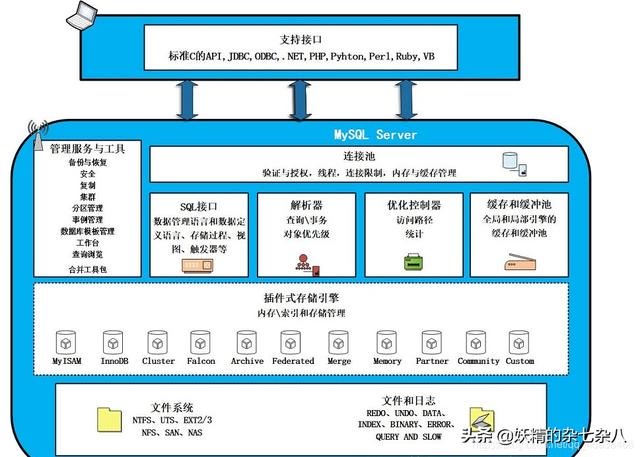 支持接口
标准C的API,JDBC,ODBC,.NET,PHP,Pyhton,Perl,Ruby,VB
MySQL Server
管理服务与工具
备份与恢复
安全
复制
集群
分区管理
事例管理
数据库模板管理
工作台
查询浏览
合并工具包
连接池
验证与授权, 线程, 连接限制, 内存与缓存管理
SQL接口
数据管理语言和数据定
义语言、存储过程、视
图、触发器等
解析器
查询\事务
对象优先级
优化控制器
访问路径
统计
缓存和缓冲池
全局和局部引擎的
缓存和缓冲池
插件式存储引擎
内存\索引和存储管理
MyISAM InnoDB Cluster Falcon Archive Federated Merge Memory Partner Community Custom
文件系统
NTFS, UTS, EXT2/3
NFS, SAN, NAS
文件和日志
REDO, UNDO, DATA,
INDEX, BINARY, ERROR,
QUERY AND SLOW
头条 @妖精的杂七杂八